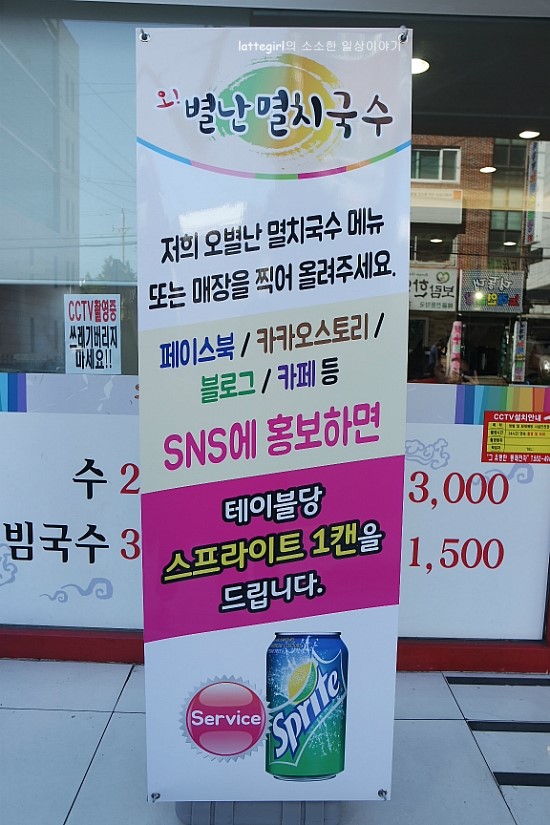 lattegirl의 소소한 일상이야기
오! 별난멸치국수
저희 오별난 멸치국수 메뉴
또는 매장을 찍어 올려주세요.
페이스북 / 카카오스토리 /
블로그 / 카페 등
SNS에 홍보하면
테이블당
스프라이트 1캔을
드립니다.
Service
Sprite
CCTV촬영중
쓰레기버리지
마세요!!
수 2
빔국수 3
3,000
1,500
CCTV설치안내